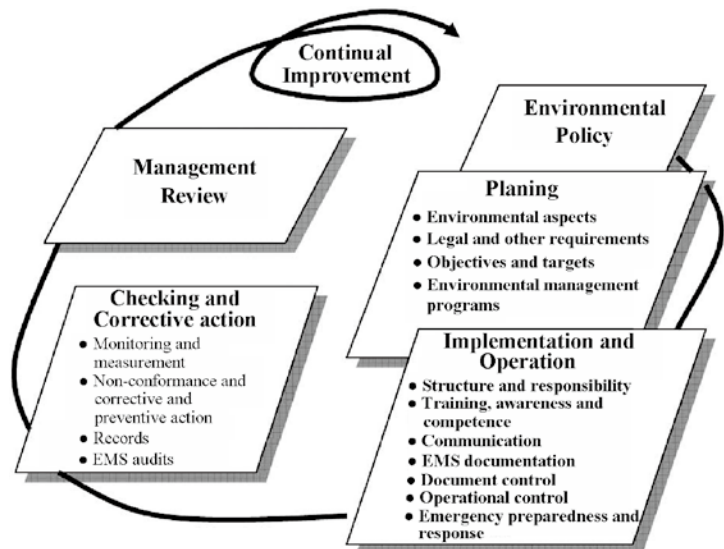 Continual
Improvement
Environmental
Policy
Management
Review
Planing
● Environmental aspects
● Legal and other requirements
● Objectives and targets
● Environmental management
programs
Checking and
Corrective action
● Monitoring and
measurement
● Non-conformance and
corrective and
preventive action
● Records
● EMS audits
Implementation and
Operation
● Structure and responsibility
● Training, awareness and
competence
● Communication
● EMS documentation
● Document control
● Operational control
● Emergency preparedness and
response